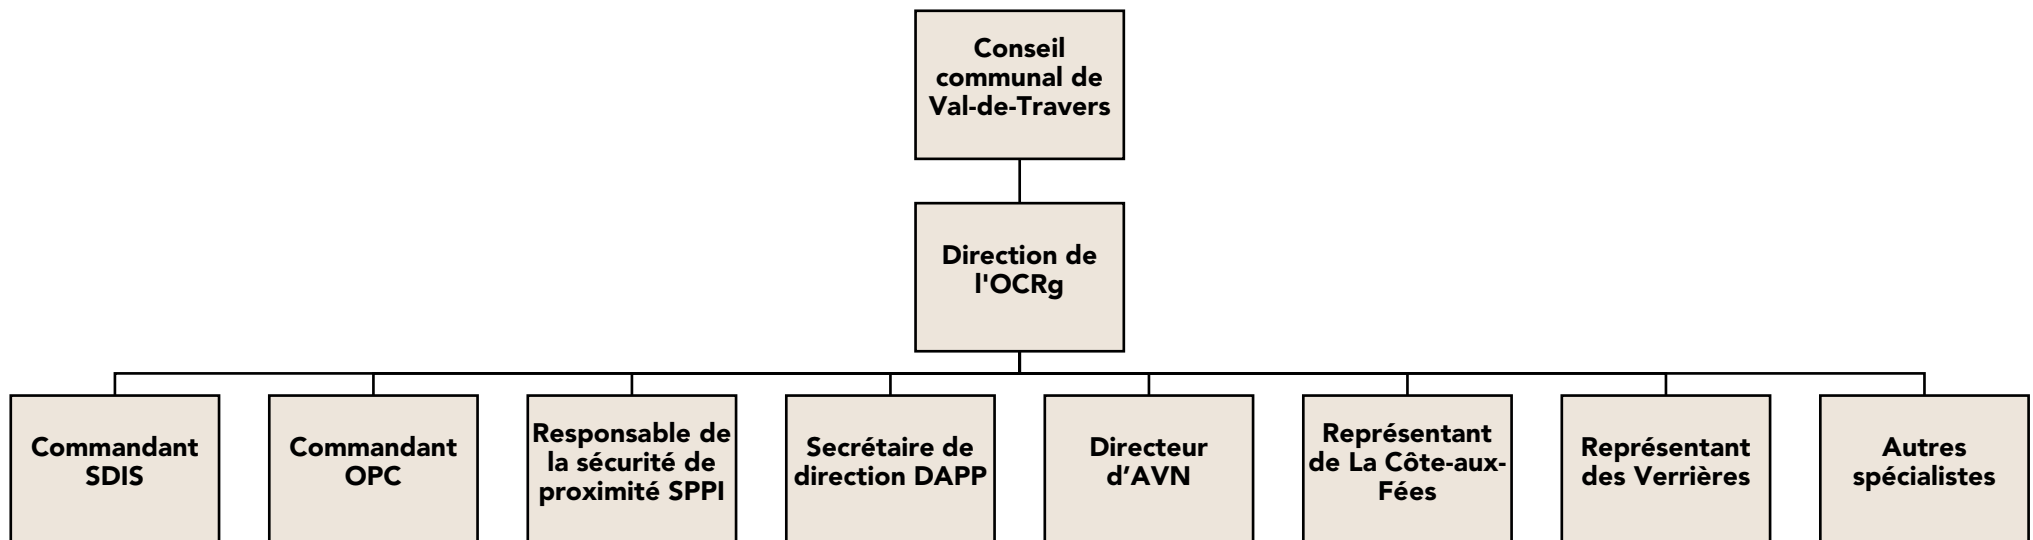 Conseil
communal de
Val-de-Travers
Direction de
l'OCRg
Commandant
SDIS
Commandant
OPC
Responsable de
la sécurité de
proximité SPPI
Secrétaire de
direction DAPP
Directeur
d’AVN
Représentant
de La Côte-aux-
Fées
Représentant
des Verrières
Autres
spécialistes